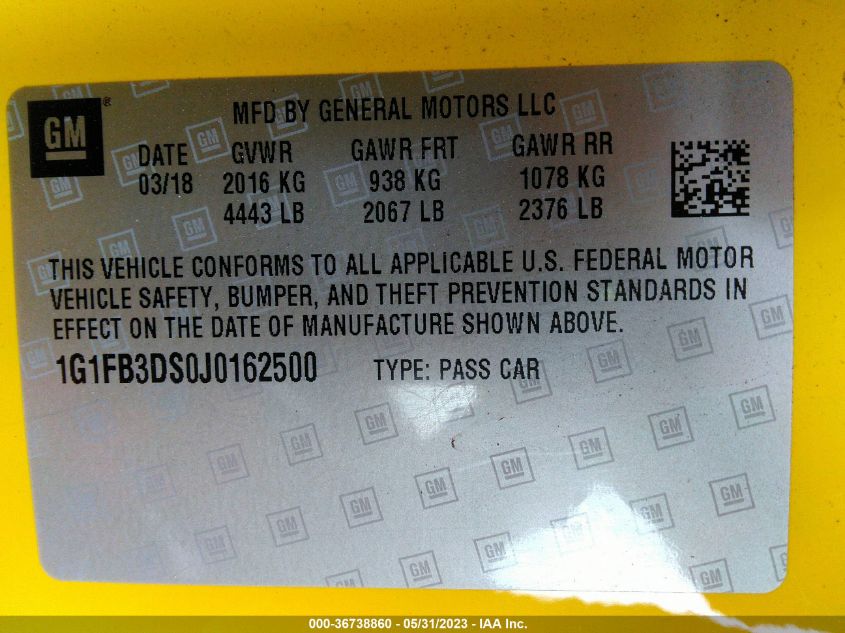 GM ® MFD BY GENERAL MOTORS LLC
DATE GVWR GAWR FRT GAWR RR
03/18 2016 KG 938 KG 1078 KG
4443 LB 2067 LB 2376 LB
THIS VEHICLE CONFORMS TO ALL APPLICABLE U.S. FEDERAL MOTOR
VEHICLE SAFETY, BUMPER, AND THEFT PREVENTION STANDARDS IN
EFFECT ON THE DATE OF MANUFACTURE SHOWN ABOVE.
1G1FB3DS0J0162500 TYPE: PASS CAR
000-36738860 - 05/31/2023 - IAA Inc.